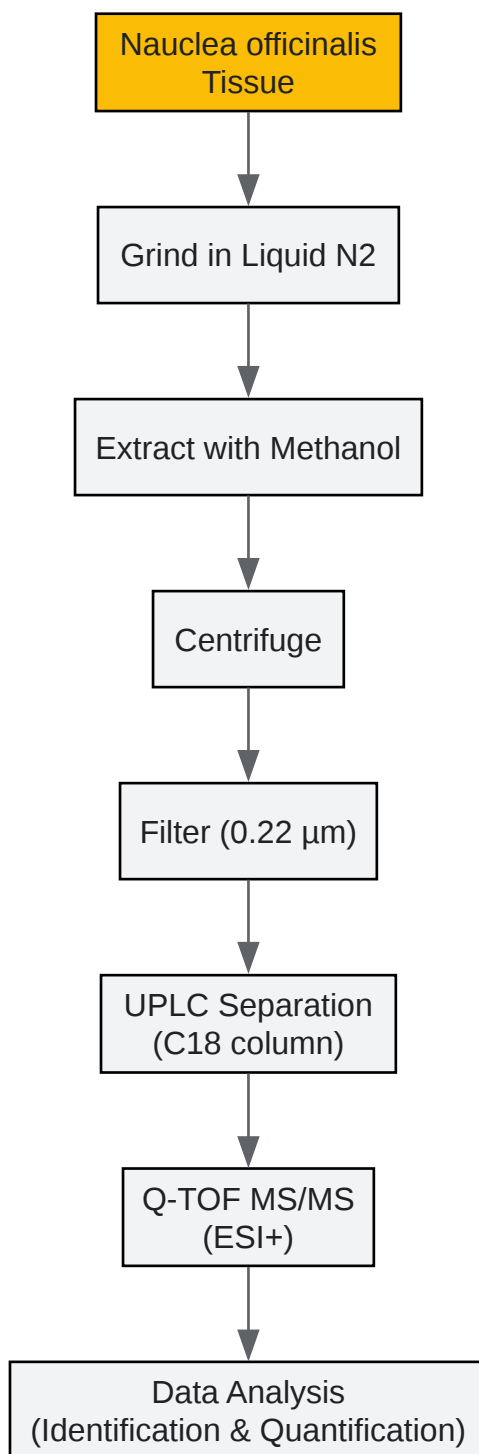 Nauclea officinalis
Tissue
Grind in Liquid N2
Extract with Methanol
Centrifuge
Filter (0.22 µm)
UPLC Separation
(C18 column)
Q-TOF MS/MS
(ESI+)
Data Analysis
(Identification & Quantification)